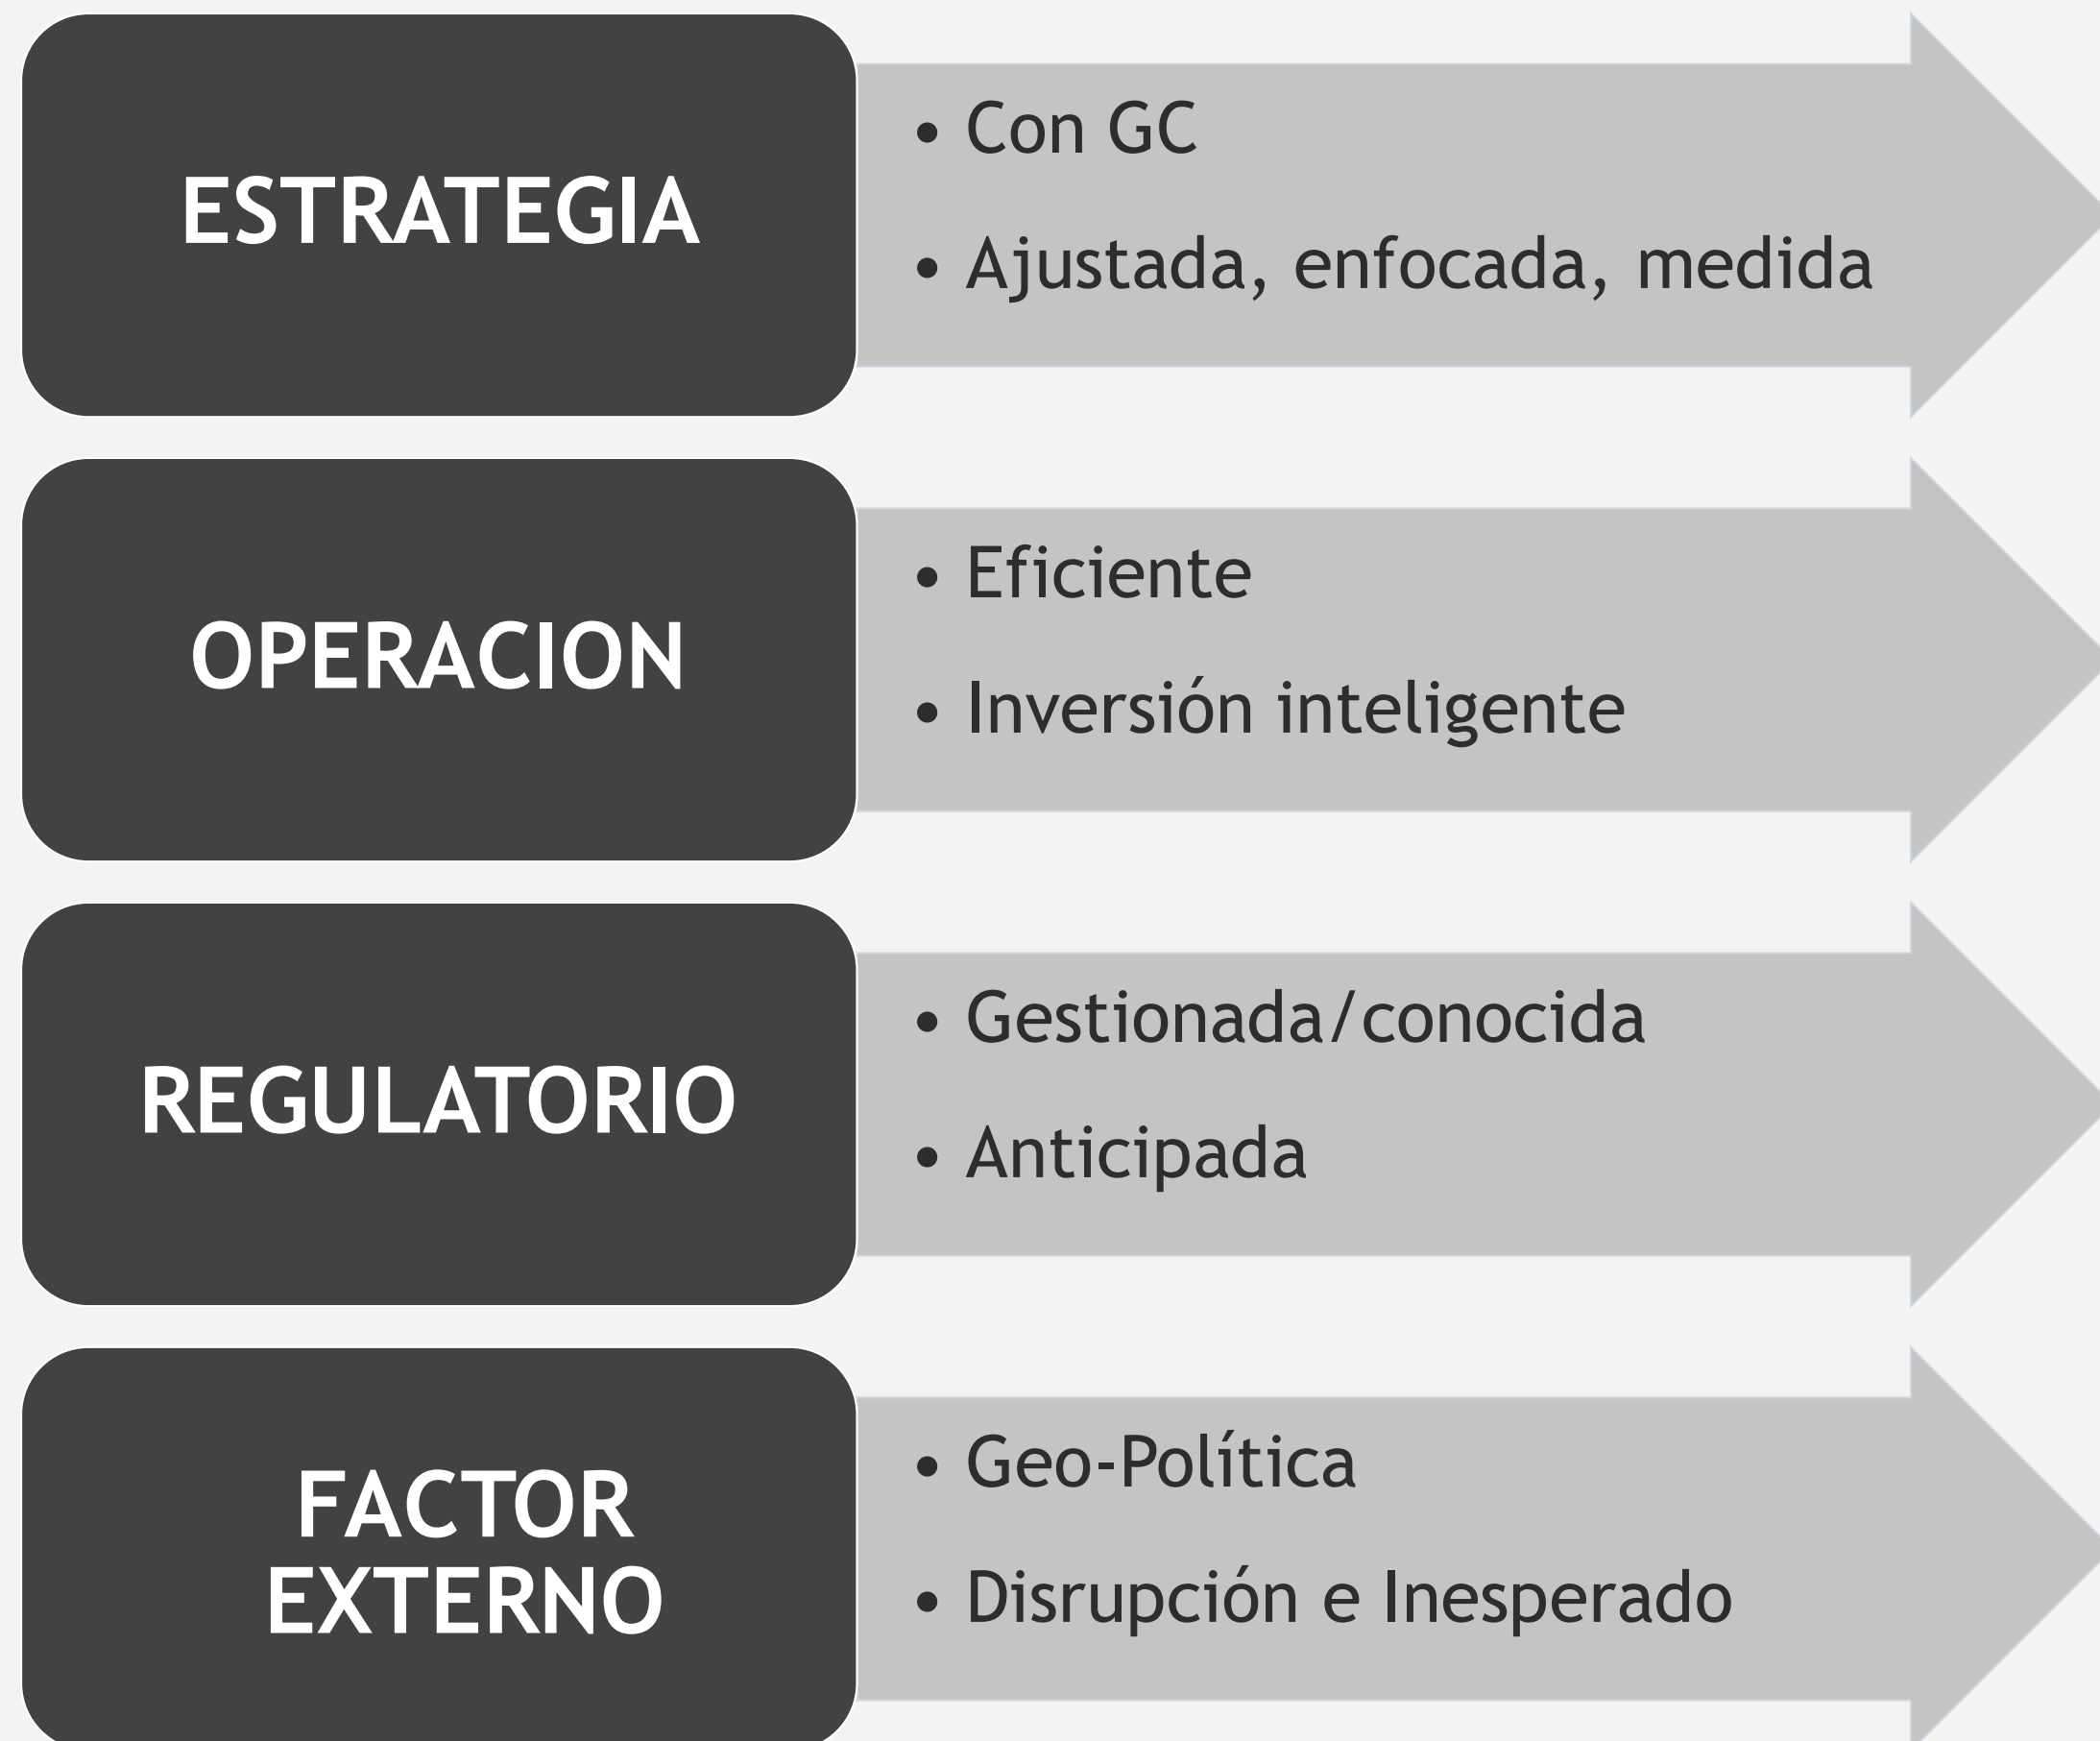 ESTRATEGIA
• Con GC
• Ajustada, enfocada, medida
OPERACION
• Eficiente
• Inversión inteligente
REGULATORIO
• Gestionada/conocida
• Anticipada
FACTOR
EXTERNO
• Geo-Política
• Disrupción e Inesperado